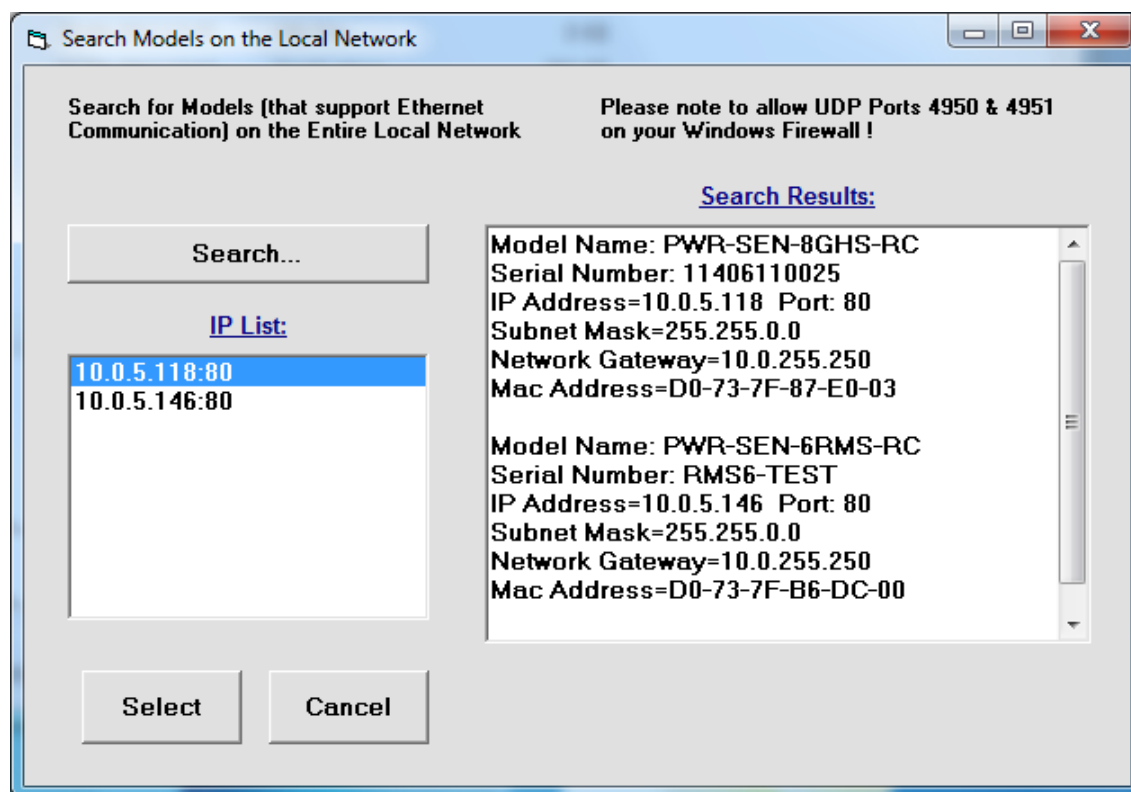 Search Models on the Local Network
Search for Models (that support Ethernet
Communication) on the Entire Local Network
Please note to allow UDP Ports 4950 & 4951
on your Windows Firewall !
Search...
IP List:
10.0.5.118:80
10.0.5.146:80
Search Results:
Model Name: PWR-SEN-8GHS-RC
Serial Number: 11406110025
IP Address=10.0.5.118  Port: 80
Subnet Mask=255.255.0.0
Network Gateway=10.0.255.250
Mac Address=D0-73-7F-87-E0-03
Model Name: PWR-SEN-6RMS-RC
Serial Number: RMS6-TEST
IP Address=10.0.5.146  Port: 80
Subnet Mask=255.255.0.0
Network Gateway=10.0.255.250
Mac Address=D0-73-7F-B6-DC-00
Select
Cancel